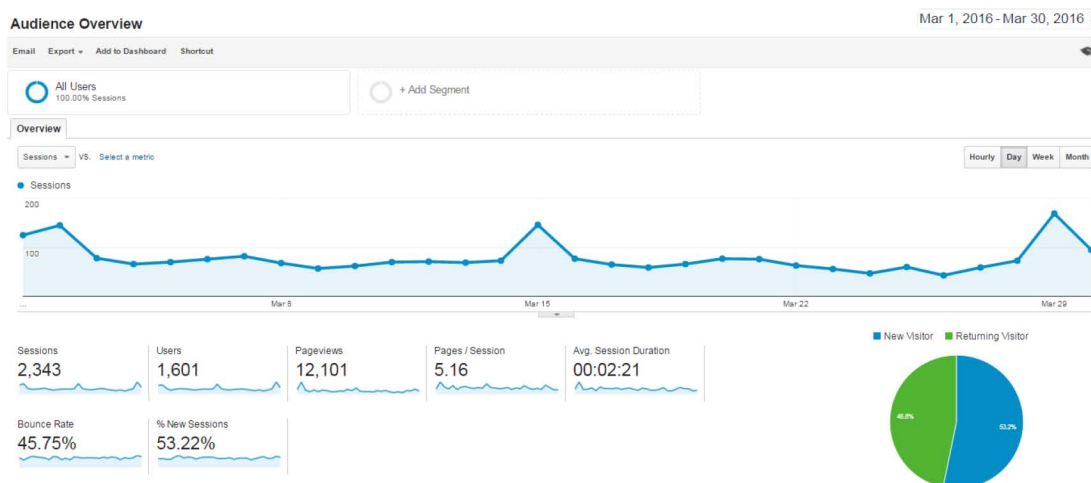 Audience Overview
Mar 1, 2016 - Mar 30, 2016
Email Export Add to Dashboard Shortcut
All Users
100.00% Sessions
+ Add Segment
Overview
Sessions VS. Select a metric
Hourly Day Week Month
Sessions
200
100
... Mar 8 Mar 15 Mar 22 Mar 29
New Visitor Returning Visitor
Sessions Users Pageviews Pages / Session Avg. Session Duration
2,343 1,601 12,101 5.16 00:02:21
Bounce Rate % New Sessions
45.75% 53.22%
46.8% 53.2%